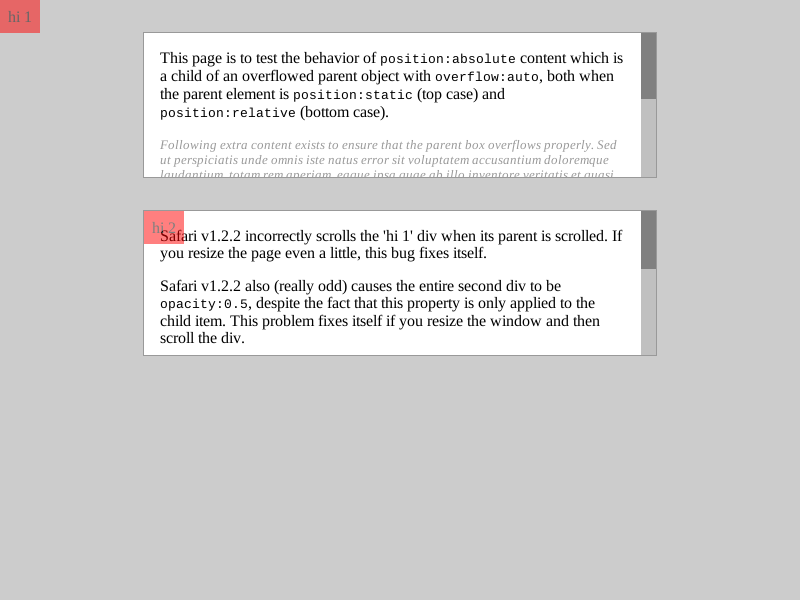 hi 1
This page is to test the behavior of position:absolute content which is
a child of an overflowed parent object with overflow:auto, both when
the parent element is position:static (top case) and
position:relative (bottom case).
Following extra content exists to ensure that the parent box overflows properly. Sed
ut perspiciatis unde omnis iste natus error sit voluptatem accusantium doloremque
laudantium, totam rem aperiam, eaque ipsa quae ab illo inventore veritatis et quasi
hi 2
Safari v1.2.2 incorrectly scrolls the 'hi 1' div when its parent is scrolled. If
you resize the page even a little, this bug fixes itself.
Safari v1.2.2 also (really odd) causes the entire second div to be
opacity:0.5, despite the fact that this property is only applied to the
child item. This problem fixes itself if you resize the window and then
scroll the div.